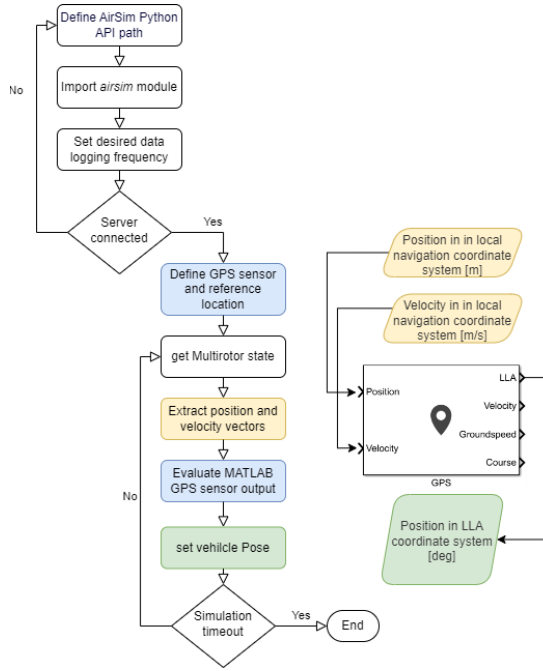 Define AirSim Python
API path
No
Import airsim module
Set desired data
logging frequency
Server
connected
Yes
Define GPS sensor
and reference
location
get Multirotor state
Extract position and
velocity vectors
Evaluate MATLAB
GPS sensor output
No
set vehilcle Pose
Simulation
timeout
Yes
End
Position in in local
navigation coordinate
system [m]
Velocity in in local
navigation coordinate
system [m/s]
Position
Velocity
LLA
Velocity
Groundspeed
Course
GPS
Position in LLA
coordinate system
[deg]